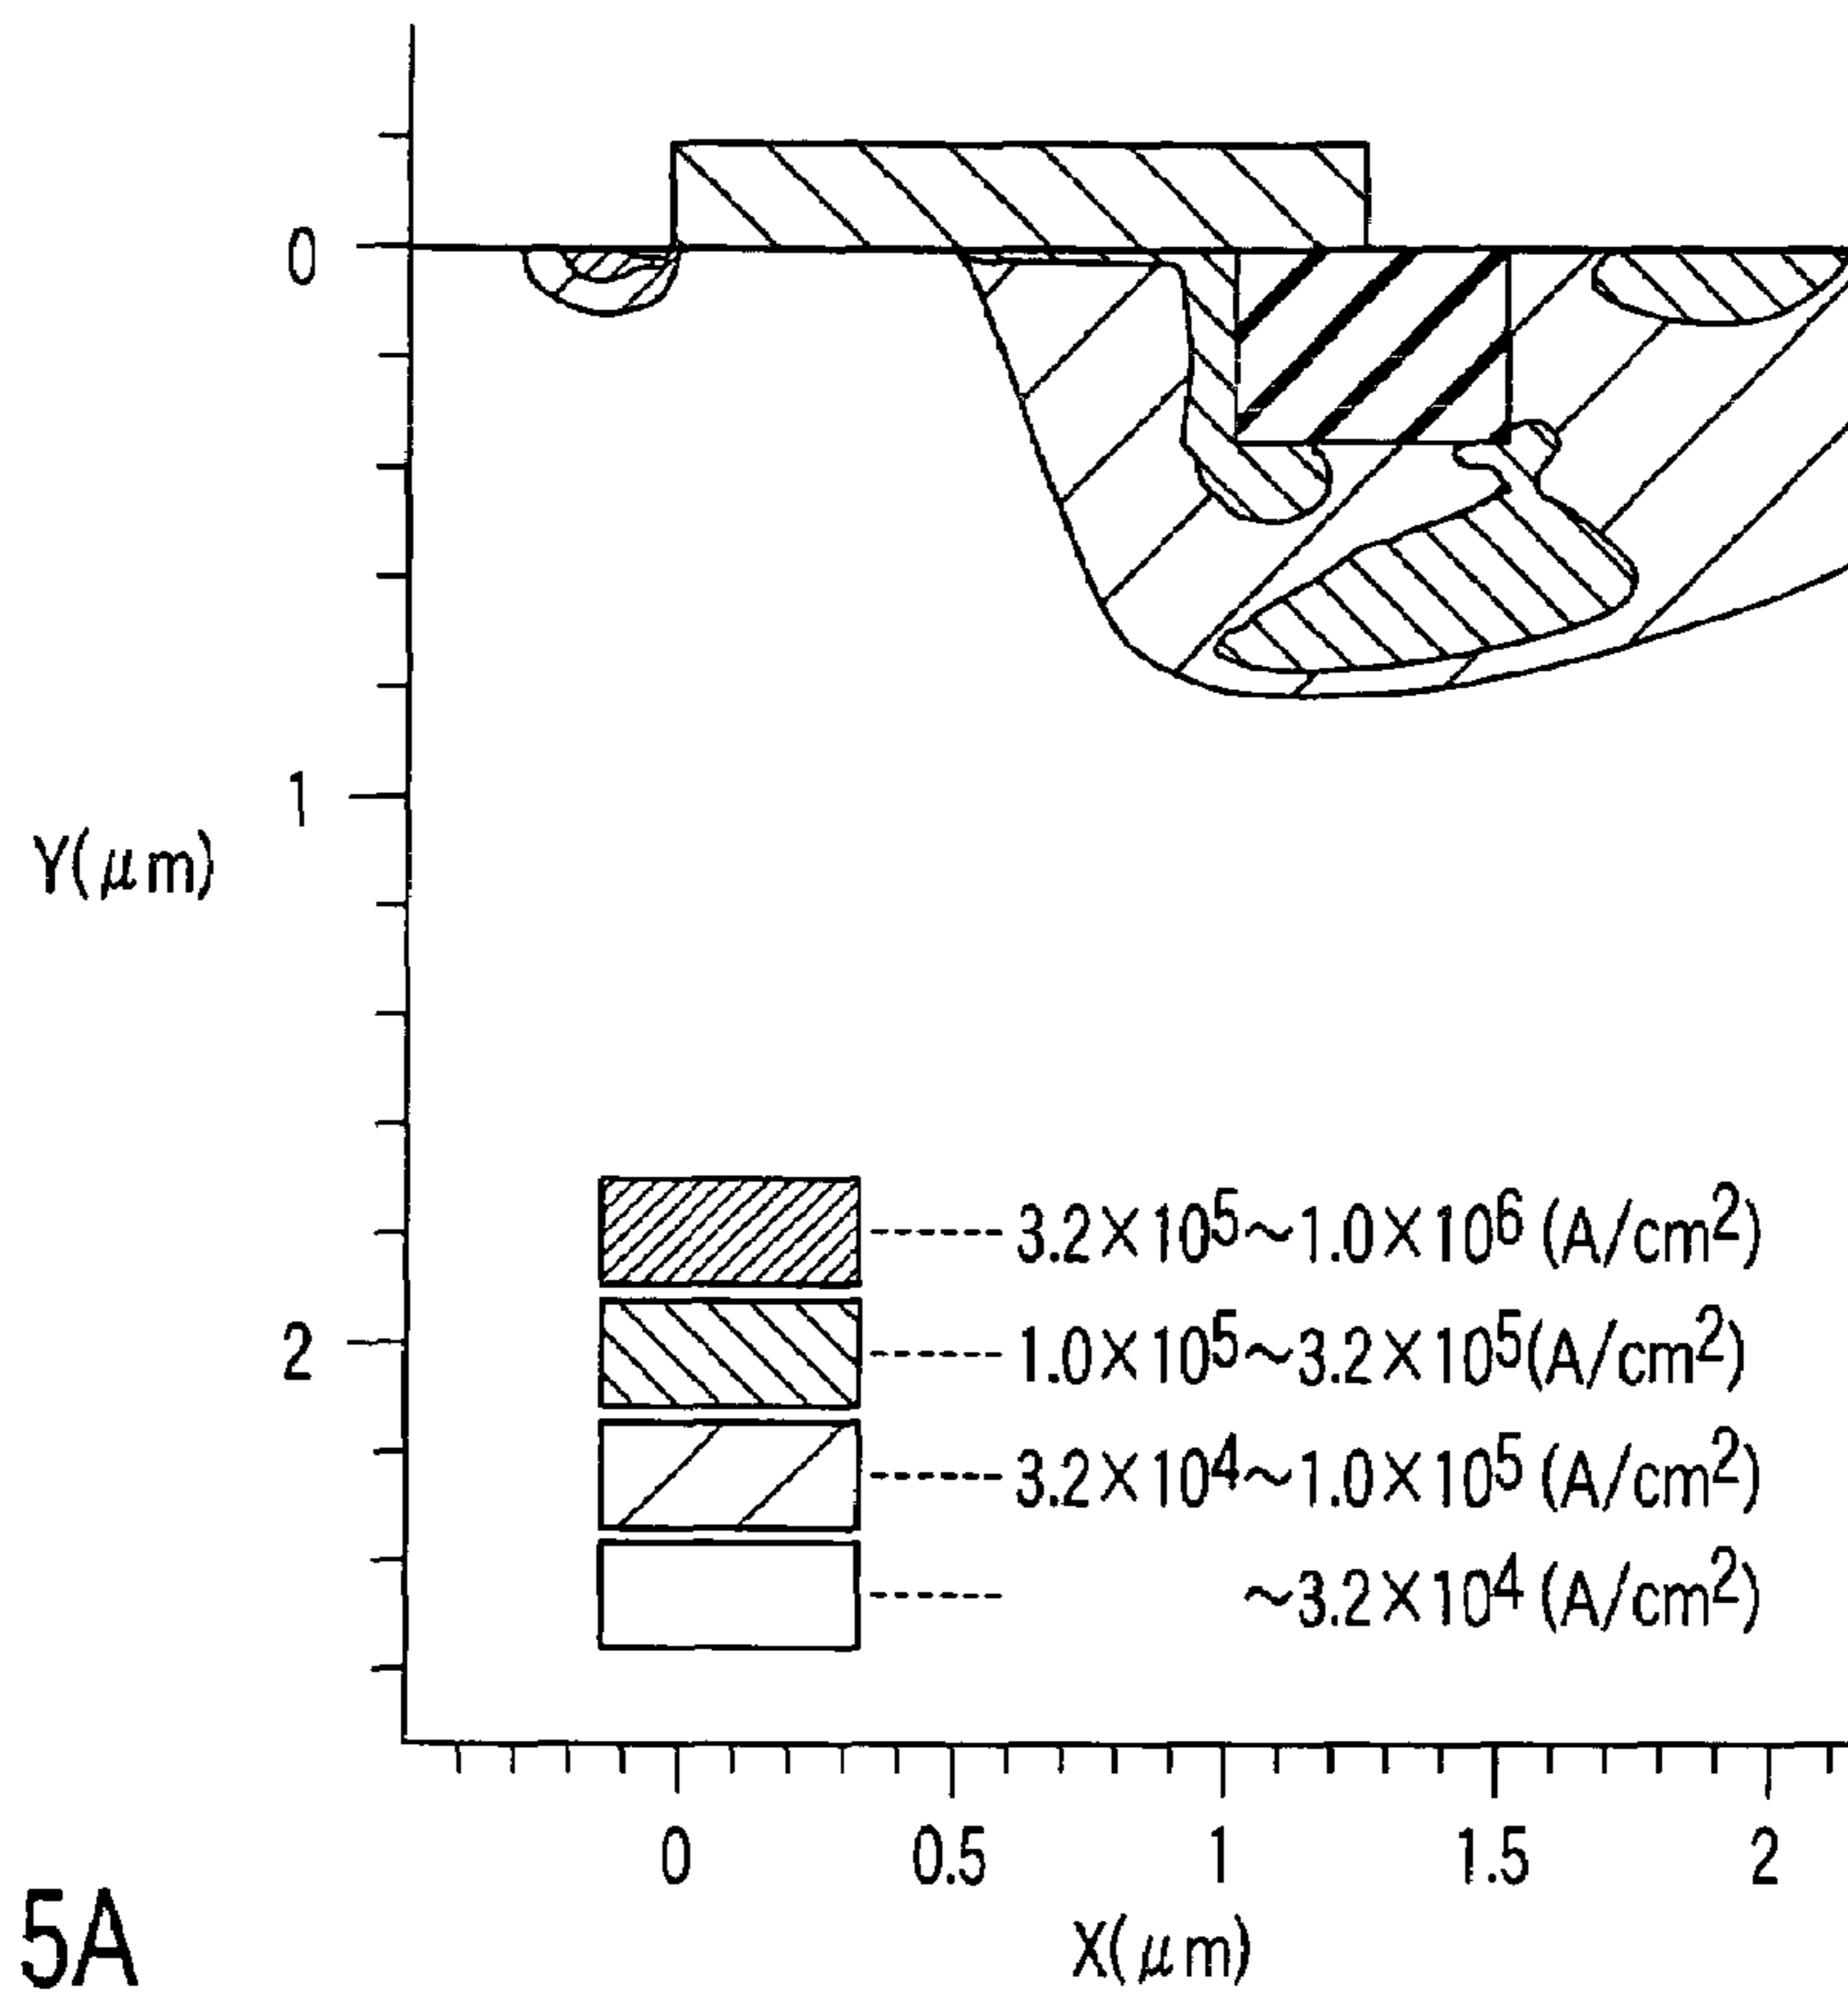 0
1
Y(μm)
3.2×10⁵~1.0×10⁶ (A/cm²)
1.0×10⁵~3.2×10⁵(A/cm²)
2
3.2×10⁴~1.0×10⁵ (A/cm²)
~3.2×10⁴ (A/cm²)
0 0.5 1 1.5 2
X(μm)
5A